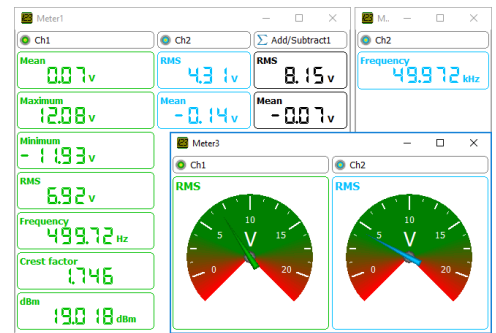 Meter1
Ch1
Ch2
Add/Subtract1
Mean
0.07 v
RMS
4.31 v
RMS
8.15 v
Maximum
12.08 v
Mean
-0.14 v
Mean
-0.07 v
Minimum
-11.93 v
RMS
6.92 v
Frequency
499.72 Hz
Crest factor
1.746
dBm
19.018 dBm
M..
Ch2
Frequency
49.972 kHz
Meter3
Ch1
Ch2
RMS
0
5
10
15
20
V
RMS
0
5
10
15
20
V